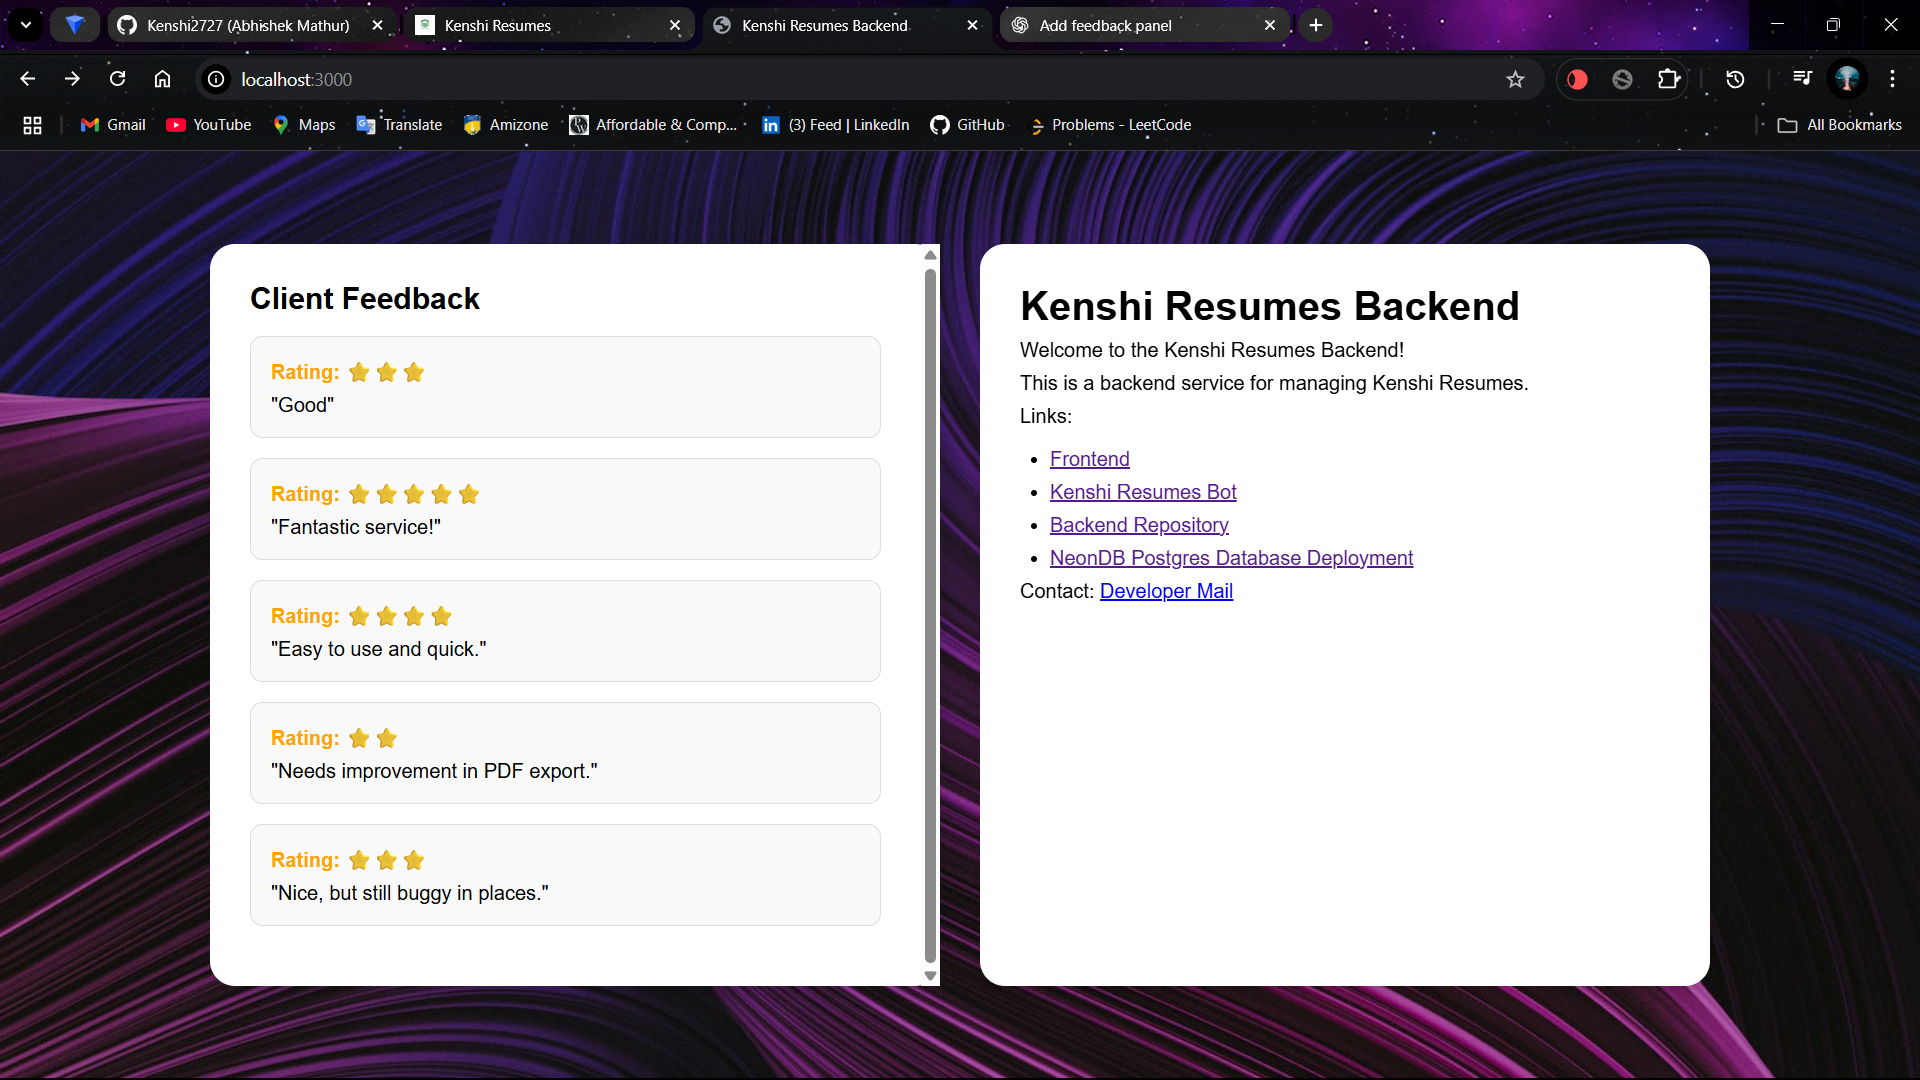 Kenshi2727 (Abhishek Mathur)
Kenshi Resumes
Kenshi Resumes Backend
Add feedback panel
localhost:3000
Gmail
YouTube
Maps
Translate
Amizone
Affordable & Comp...
(3) Feed | LinkedIn
GitHub
Problems - LeetCode
All Bookmarks
Client Feedback
Rating: ⭐⭐⭐
"Good"
Rating: ⭐⭐⭐⭐⭐
"Fantastic service!"
Rating: ⭐⭐⭐⭐
"Easy to use and quick."
Rating: ⭐⭐
"Needs improvement in PDF export."
Rating: ⭐⭐⭐
"Nice, but still buggy in places."
Kenshi Resumes Backend
Welcome to the Kenshi Resumes Backend!
This is a backend service for managing Kenshi Resumes.
Links:
• Frontend
• Kenshi Resumes Bot
• Backend Repository
• NeonDB Postgres Database Deployment
Contact: Developer Mail